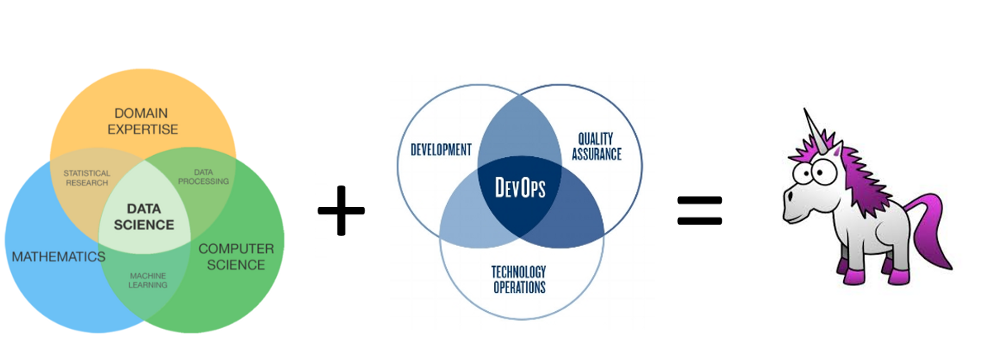 DOMAIN
EXPERTISE
STATISTICAL
RESEARCH
DATA
PROCESSING
DATA
SCIENCE
MATHEMATICS
COMPUTER
SCIENCE
MACHINE
LEARNING
+
DEVELOPMENT
QUALITY
ASSURANCE
DEVOPS
TECHNOLOGY
OPERATIONS
=